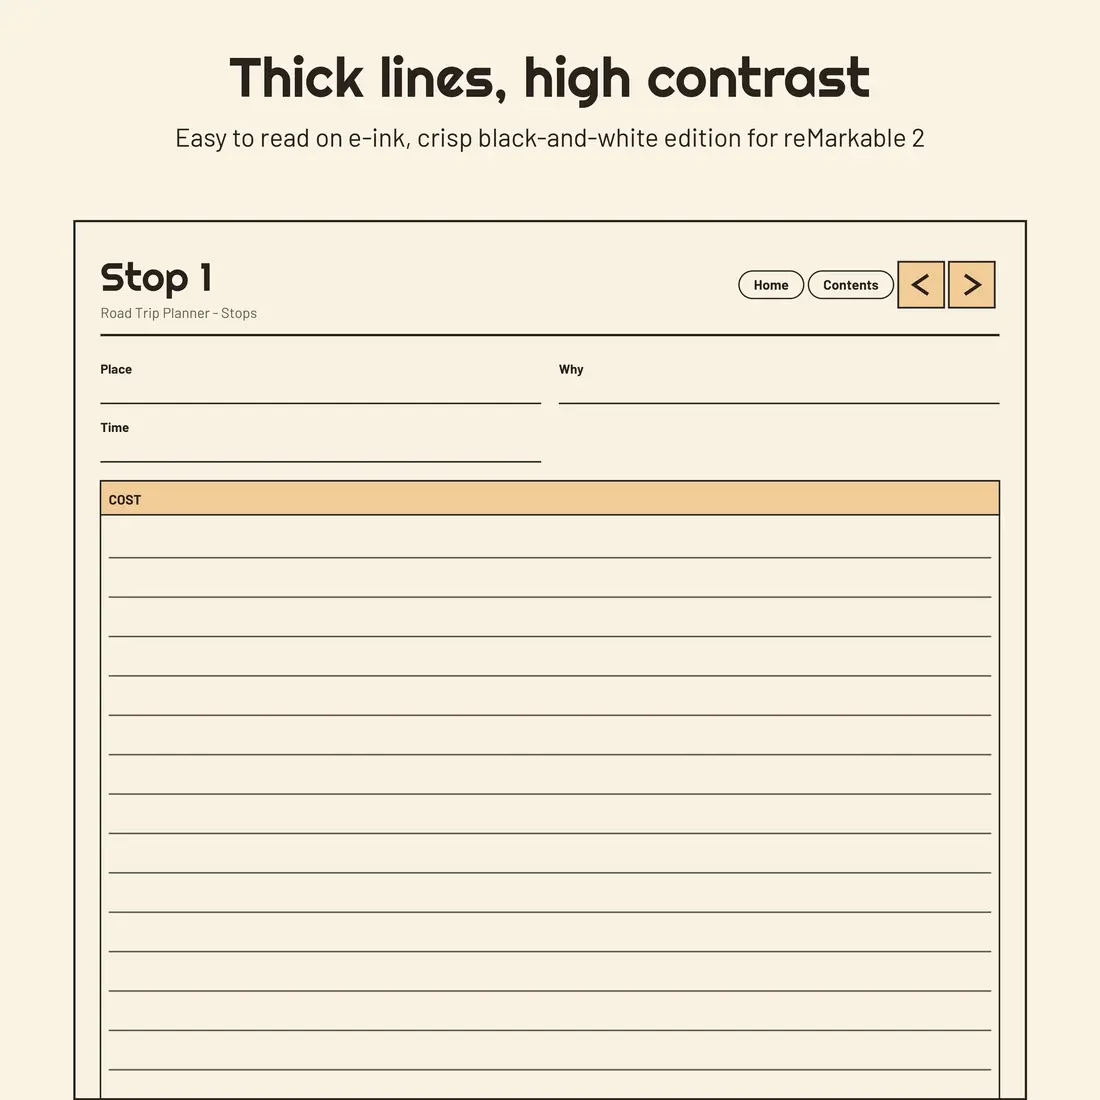 Thick lines, high contrast
Easy to read on e-ink, crisp black-and-white edition for reMarkable 2
Stop 1
Home
Contents
<
>
Road Trip Planner - Stops
Place
Why
Time
COST